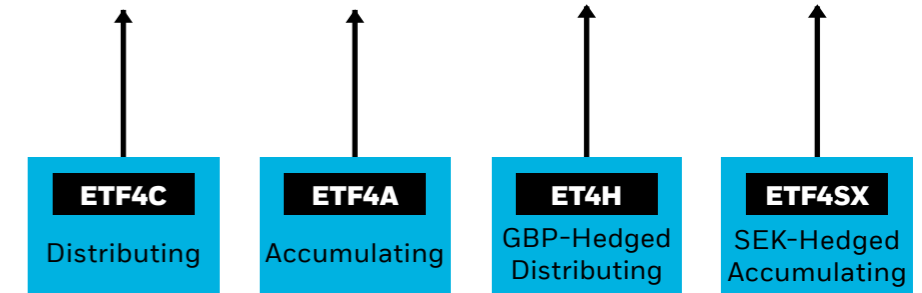 ETF4C
Distributing
ETF4A
Accumulating
ET4H
GBP-Hedged
Distributing
ETF4SX
SEK-Hedged
Accumulating